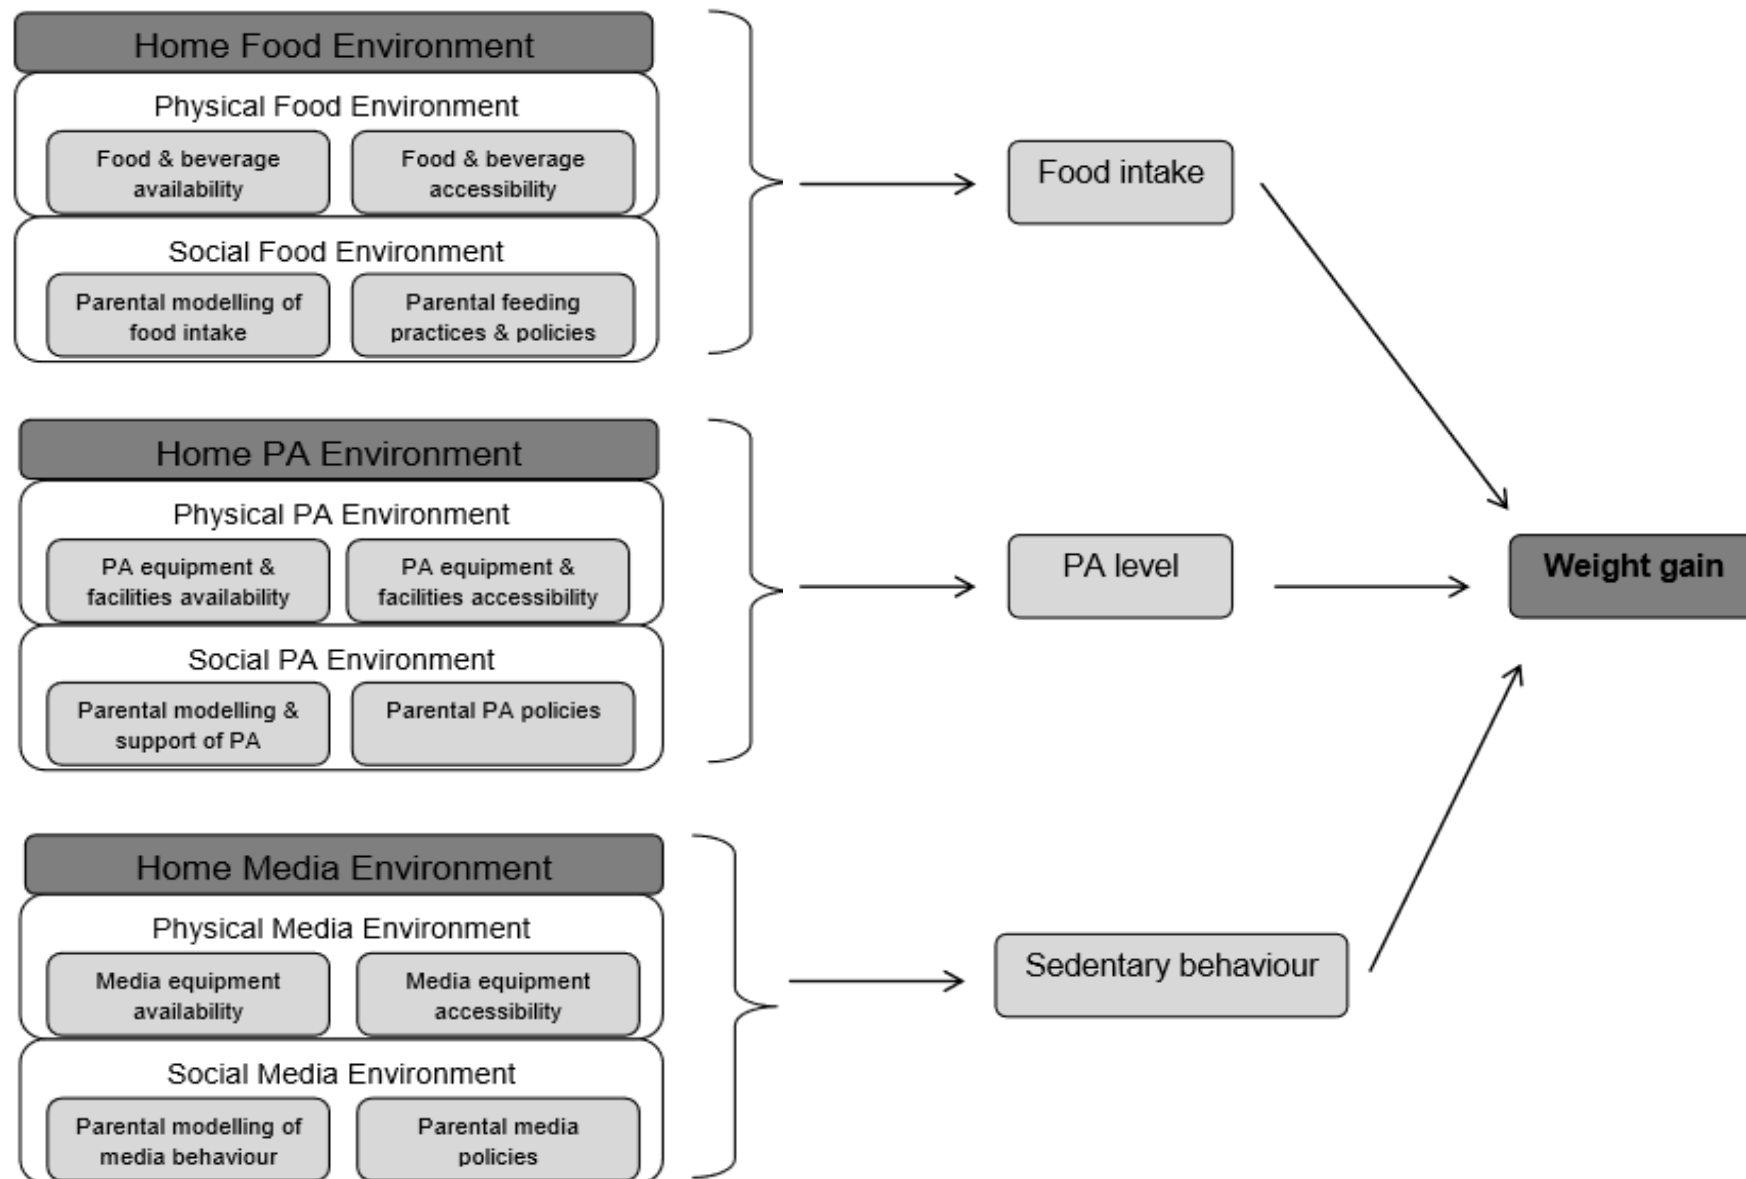 Home Food Environment
Physical Food Environment
Food & beverage
availability
Food & beverage
accessibility
Social Food Environment
Parental modelling of
food intake
Parental feeding
practices & policies
Food intake
Home PA Environment
Physical PA Environment
PA equipment &
facilities availability
PA equipment &
facilities accessibility
Social PA Environment
Parental modelling &
support of PA
Parental PA policies
PA level
Weight gain
Home Media Environment
Physical Media Environment
Media equipment
availability
Media equipment
accessibility
Social Media Environment
Parental modelling of
media behaviour
Parental media
policies
Sedentary behaviour